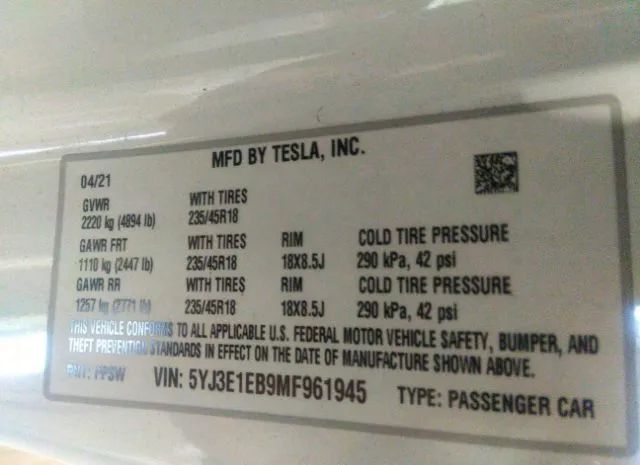 MFD BY TESLA, INC.
04/21
GVWR WITH TIRES
2220 kg (4894 lb) 235/45R18
GAWR FRT WITH TIRES RIM COLD TIRE PRESSURE
1110 kg (2447 lb) 235/45R18 18X8.5J 290 kPa, 42 psi
GAWR RR WITH TIRES RIM COLD TIRE PRESSURE
1257 kg (2771 lb) 235/45R18 18X8.5J 290 kPa, 42 psi
THIS VEHICLE CONFORMS TO ALL APPLICABLE U.S. FEDERAL MOTOR VEHICLE SAFETY, BUMPER, AND
THEFT PREVENTION STANDARDS IN EFFECT ON THE DATE OF MANUFACTURE SHOWN ABOVE.
PNT: PPSW VIN: 5YJ3E1EB9MF961945 TYPE: PASSENGER CAR